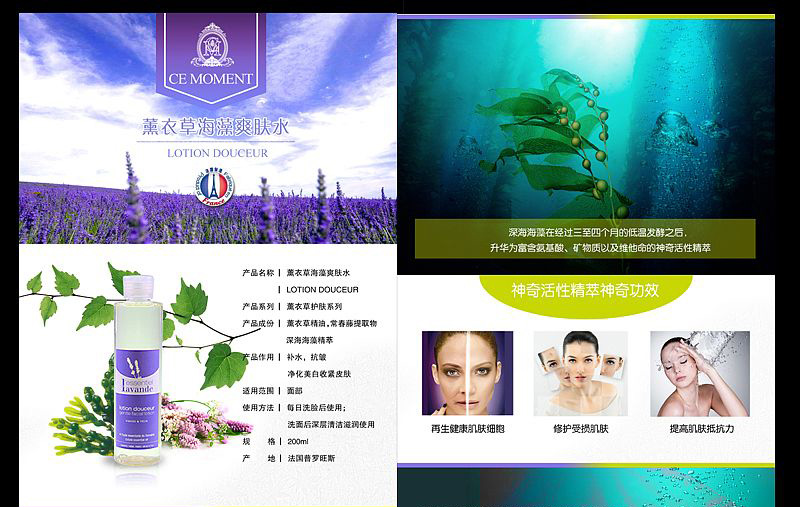 CE MOMENT
薰衣草海藻爽肤水
LOTION DOUCEUR
France
产品名称 | 薰衣草海藻爽肤水
| LOTION DOUCEUR
产品系列 | 薰衣草护肤系列
产品成份 | 薰衣草精油,常春藤提取物
深海海藻精萃
产品作用 | 补水，抗皱
净化美白收紧皮肤
适用范围 | 面部
使用方法 | 每日洗脸后使用；
洗面后深层清洁滋润使用
规 格 | 200ml
产 地 | 法国普罗旺斯
essentiel
lavande
lotion douceur
深海海藻在经过三至四个月的低温发酵之后，
升华为富含氨基酸、矿物质以及维他命的神奇活性精萃
神奇活性精萃神奇功效
再生健康肌肤细胞
修护受损肌肤
提高肌肤抵抗力